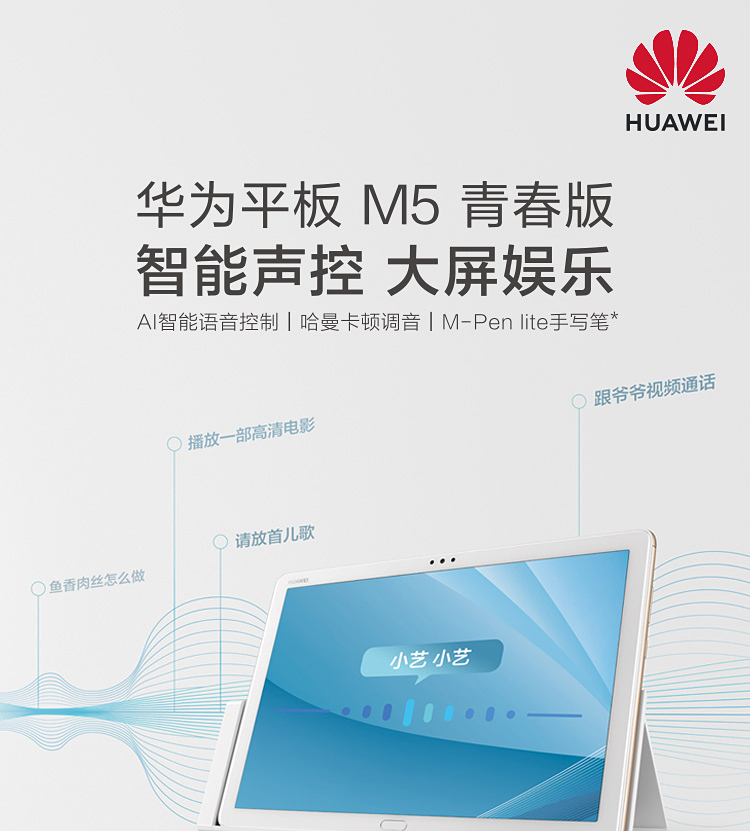 HUAWEI
华为平板 M5 青春版
智能声控 大屏娱乐
AI智能语音控制 | 哈曼卡顿调音 | M-Pen lite手写笔*
跟爷爷视频通话
播放一部高清电影
请放首儿歌
鱼香肉丝怎么做
HUAWEI
小艺 小艺